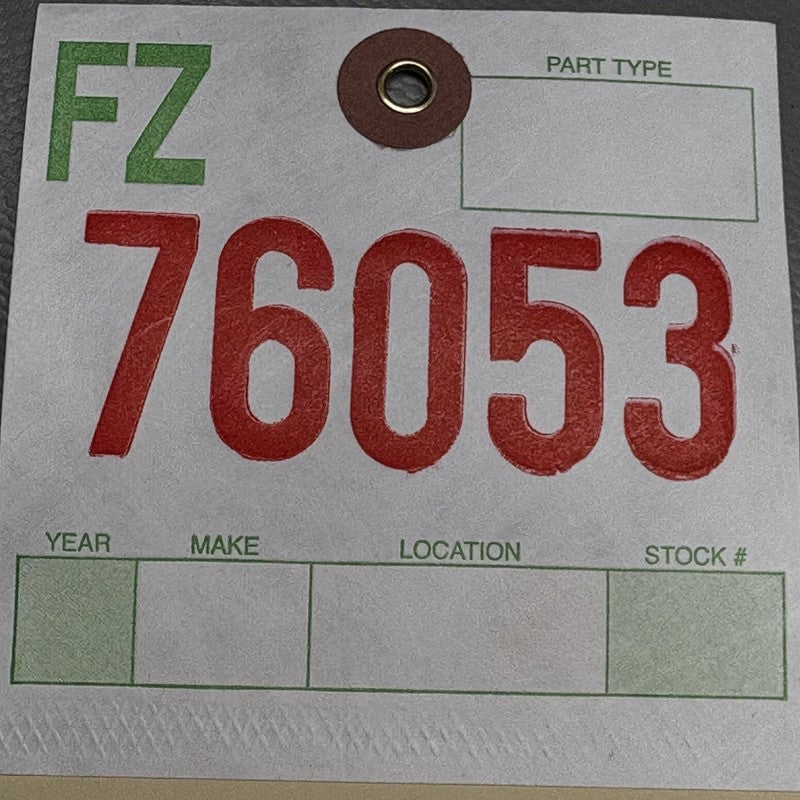 FZ
PART TYPE
76053
YEAR MAKE LOCATION STOCK #